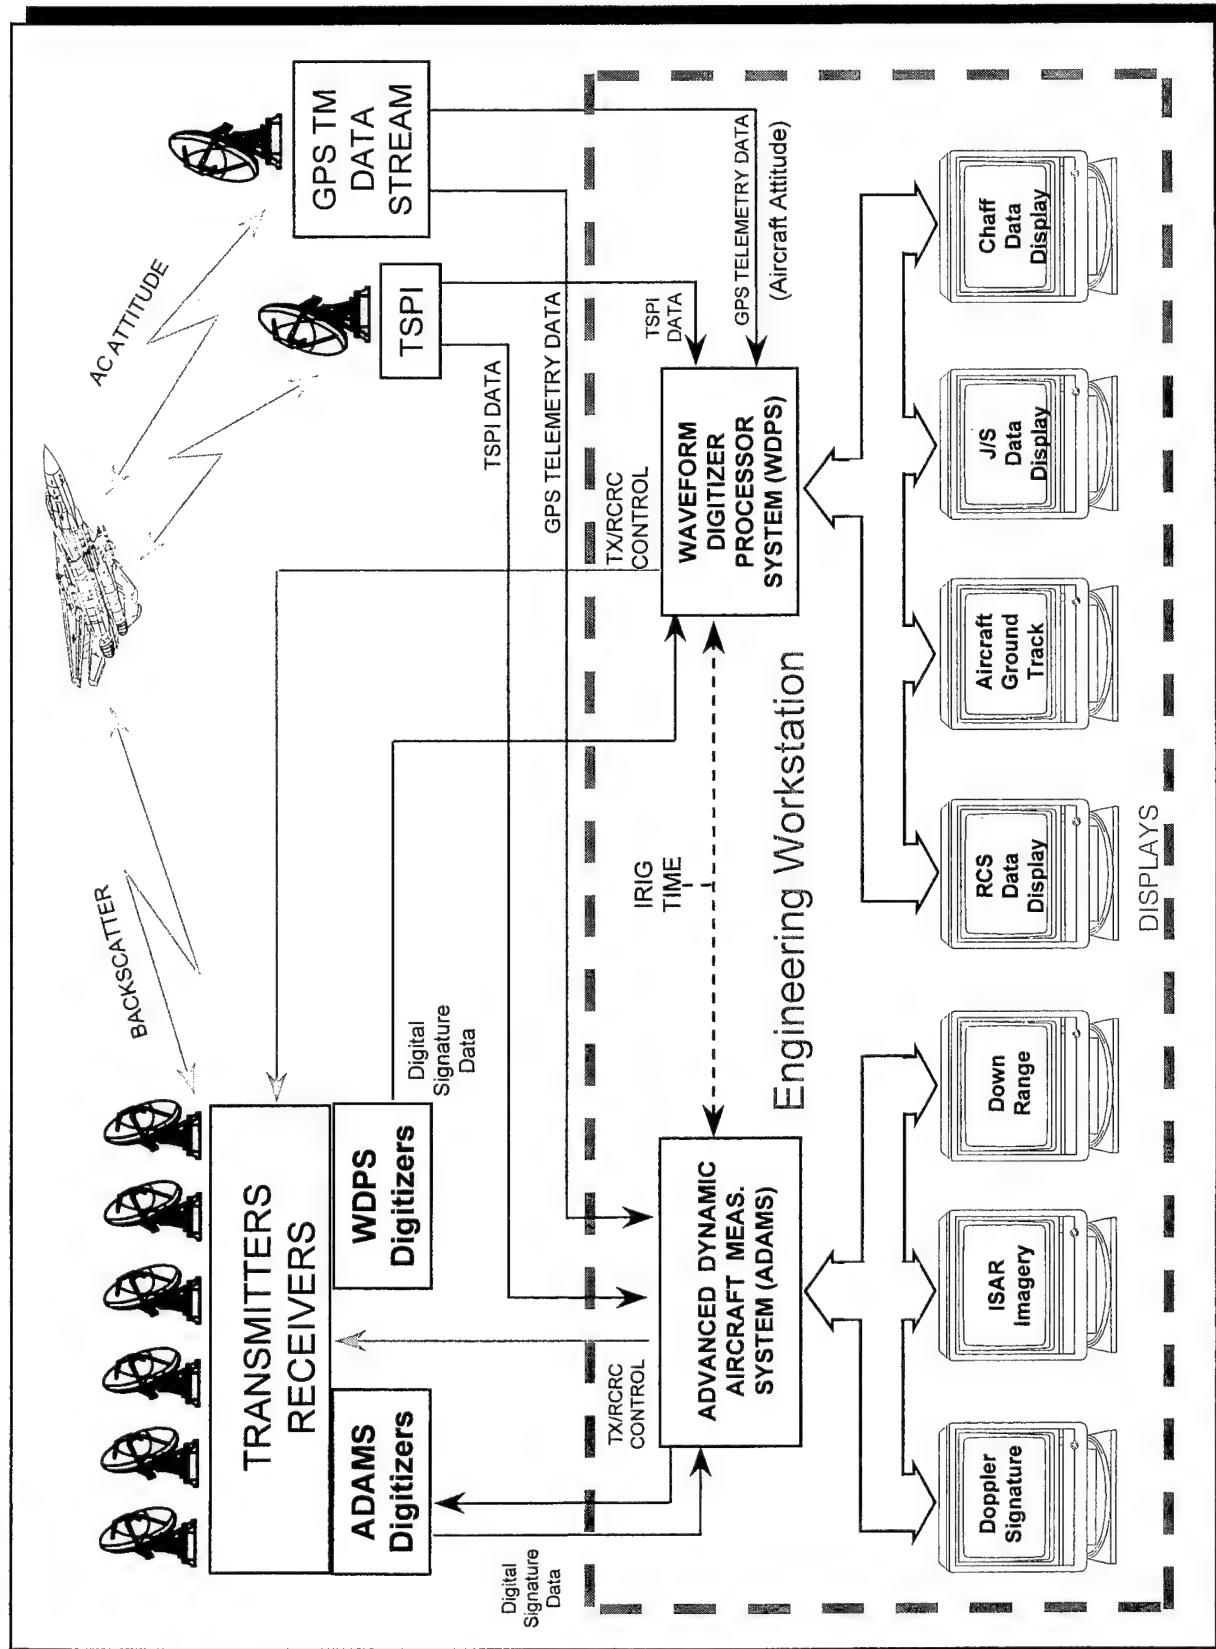 AC ATTITUDE
BACKSCATTER
GPS TM
DATA
STREAM
TSPI
TRANSMITTERS
RECEIVERS
ADAMS
Digitizers
WDPS
Digitizers
Digital
Signature
Data
Digital
Signature
Data
TSPI DATA
GPS TELEMETRY DATA
TX/RCRC
CONTROL
TX/RCRC
CONTROL
TSPI
DATA
GPS TELEMETRY DATA
(Aircraft Attitude)
IRIG
TIME
ADVANCED DYNAMIC
AIRCRAFT MEAS.
SYSTEM (ADAMS)
WAVEFORM
DIGITIZER
PROCESSOR
SYSTEM (WDPS)
Engineering Workstation
Doppler
Signature
ISAR
Imagery
Down
Range
RCS
Data
Display
Aircraft
Ground
Track
J/S
Data
Display
Chaff
Data
Display
DISPLAYS